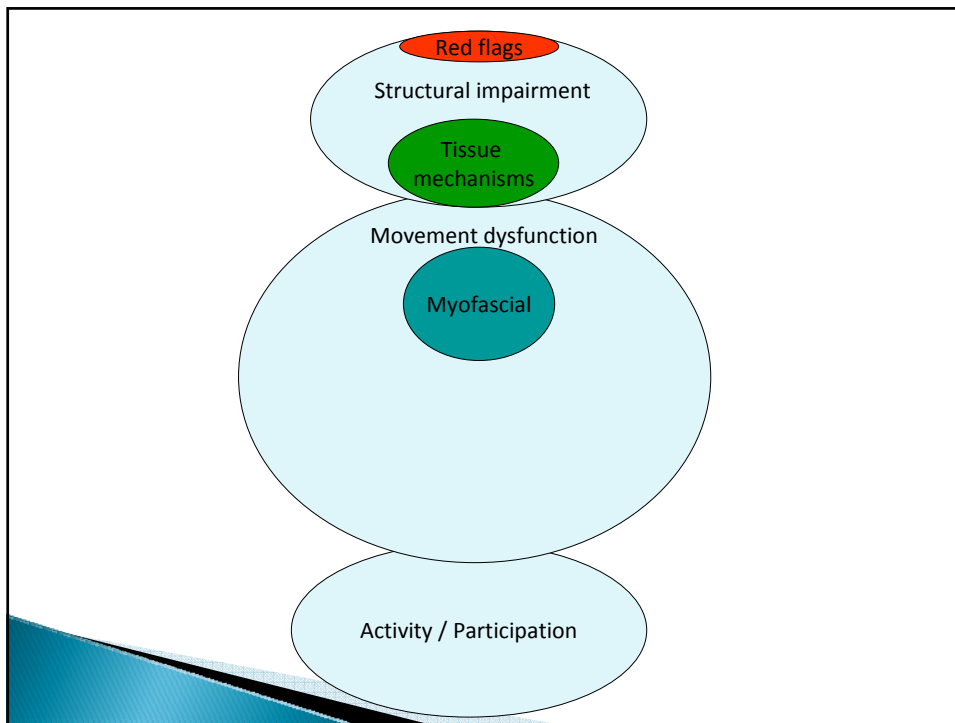 Red flags
Structural impairment
Tissue
mechanisms
Movement dysfunction
Myofascial
Activity / Participation